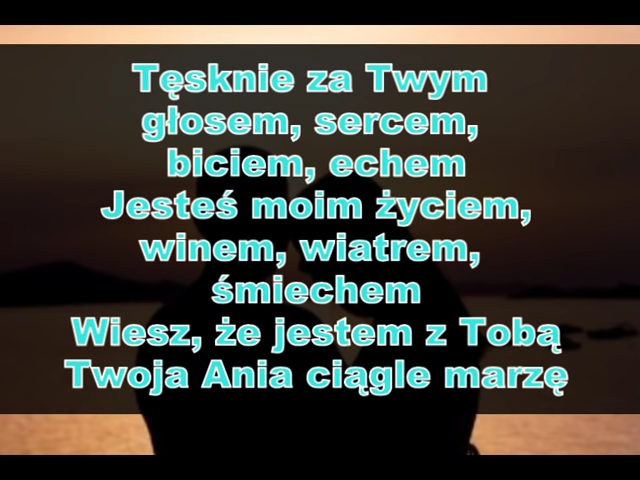 Tęsknie za Twym
głosem, sercem,
biciem, echem
Jesteś moim życiem,
winem, wiatrem,
śmiechem
Wiesz, że jestem z Tobą
Twoja Ania ciągle marzę